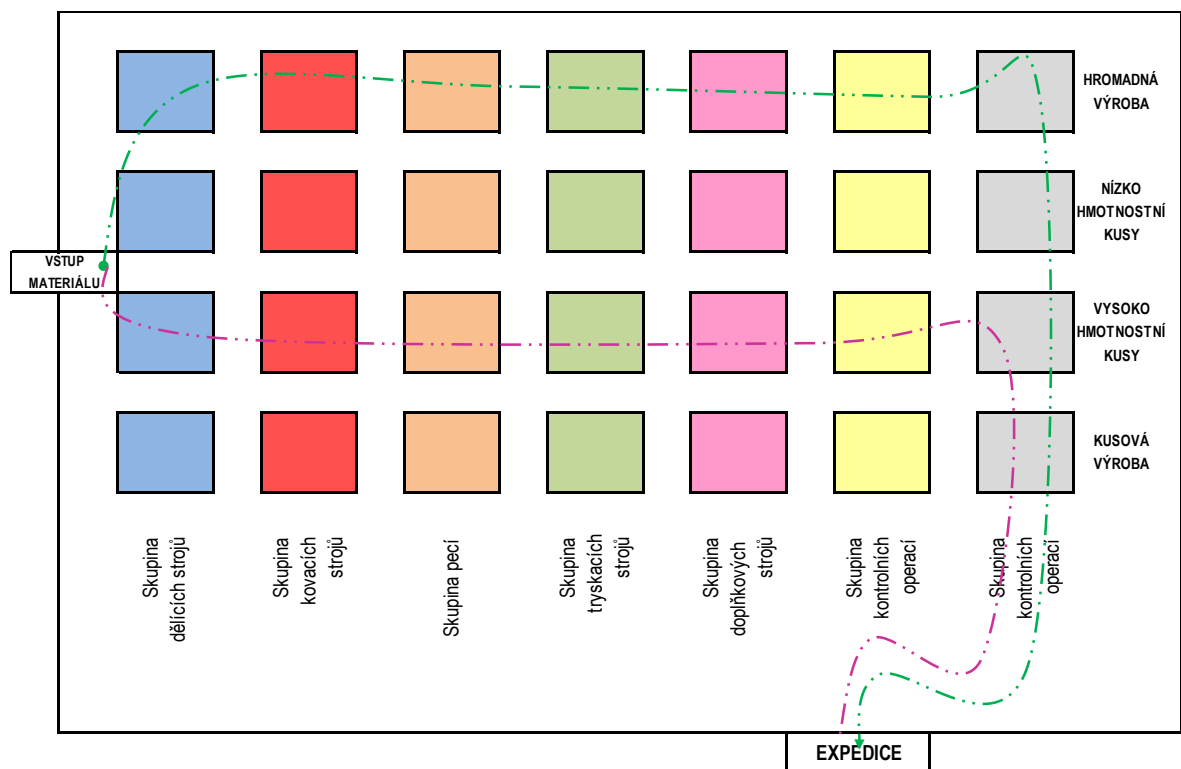 HROMADNÁ
VÝROBA
NÍZKO
HMOTNOSTNÍ
KUSY
VSTUP
MATERIÁLU
VYSOKO
HMOTNOSTNÍ
KUSY
KUSOVÁ
VÝROBA
Skupina
dělících strojů
Skupina
kovacích
strojů
Skupina pecí
Skupina
tryskacích
strojů
Skupina
doplňkových
strojů
Skupina
kontrolních
operací
Skupina
kontrolních
operací
EXPEDICE